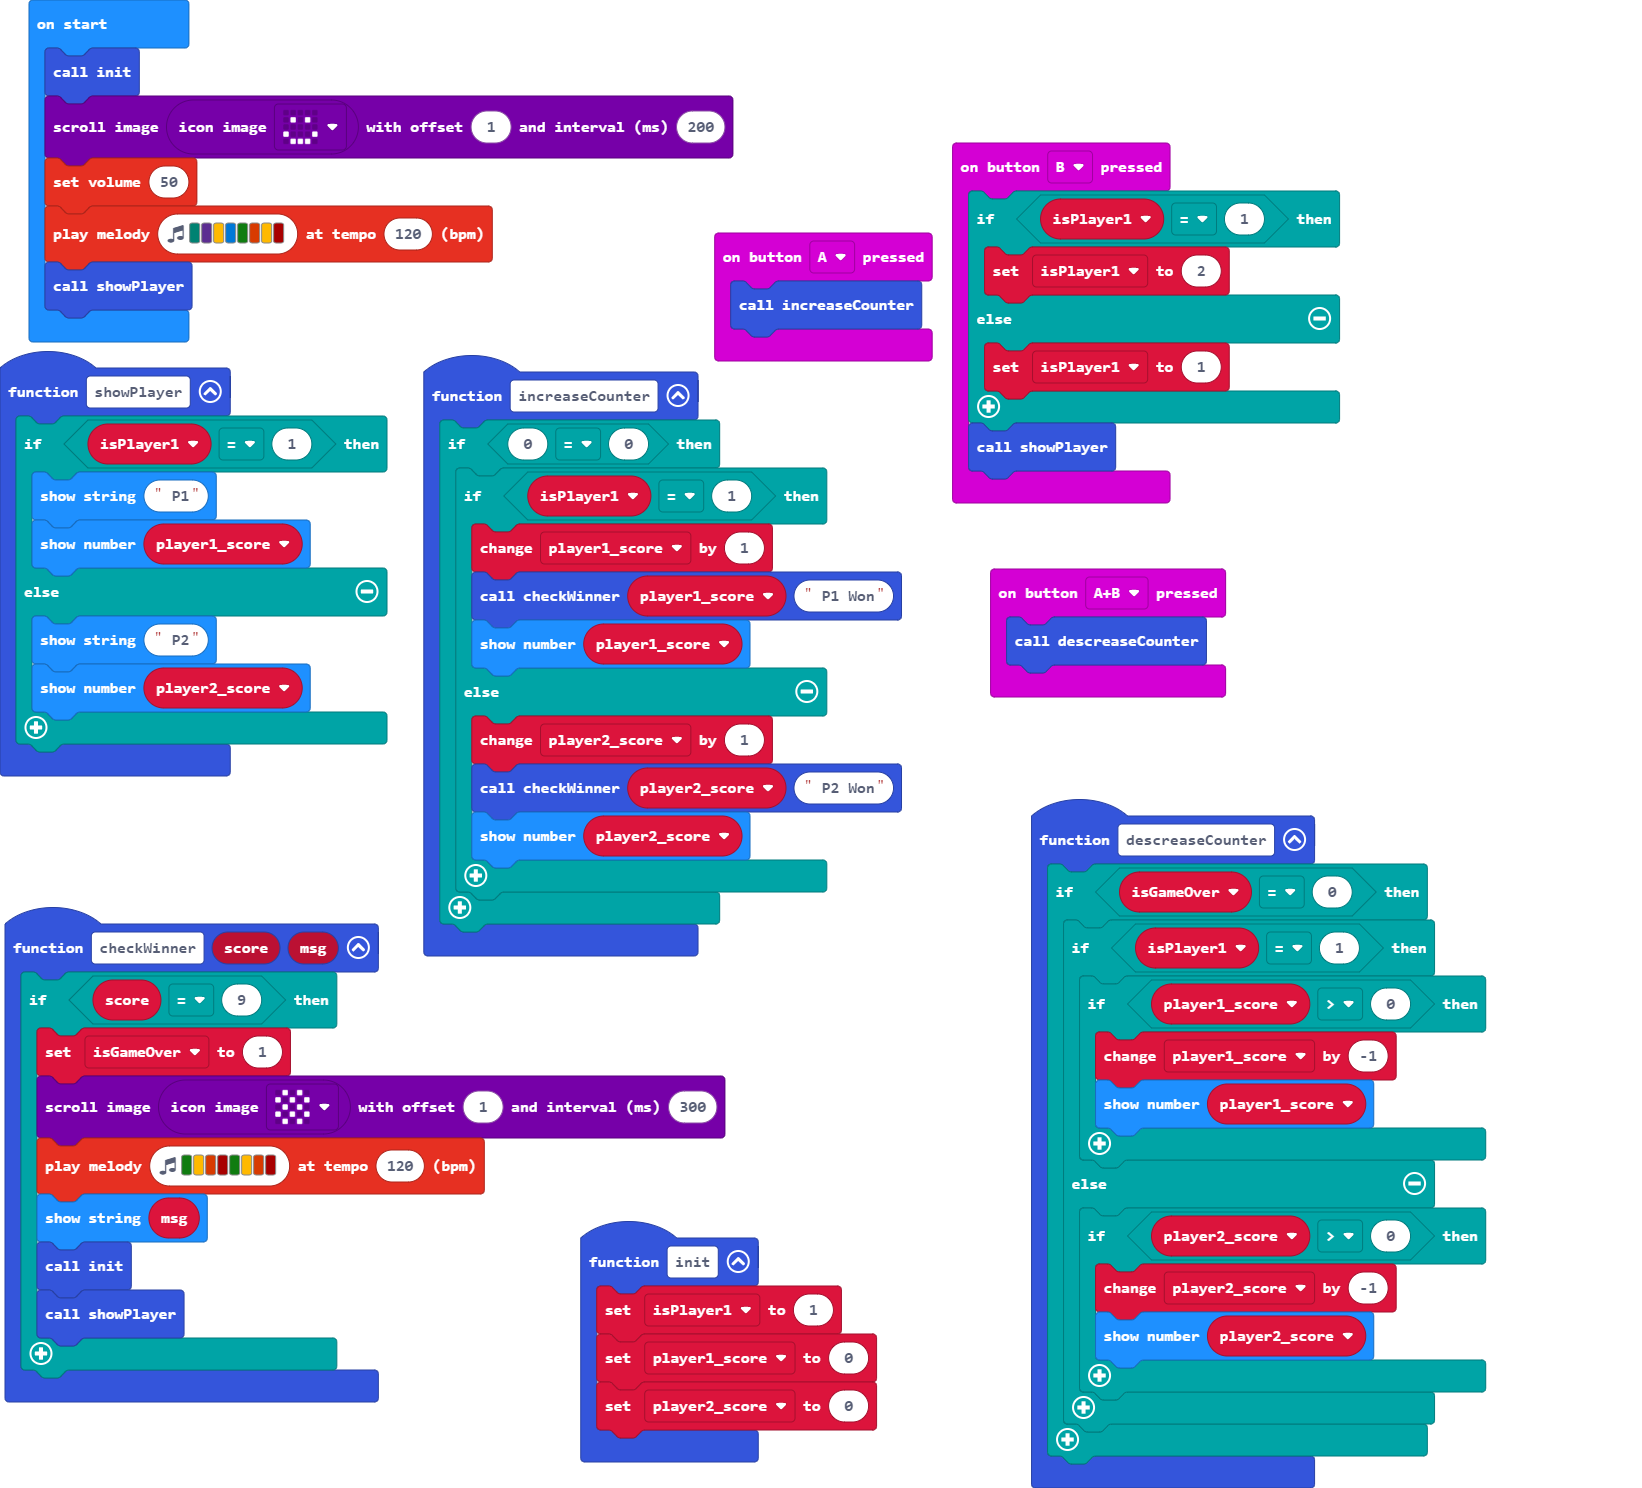 on start
call init
scroll image icon image with offset 1 and interval (ms) 200
set volume 50
play melody at tempo 120 (bpm)
call showPlayer
on button A pressed
call increaseCounter
on button B pressed
if isPlayer1 = 1 then
set isPlayer1 to 2
else
set isPlayer1 to 1
call showPlayer
function showPlayer
if isPlayer1 = 1 then
show string " P1"
show number player1_score
else
show string " P2"
show number player2_score
function increaseCounter
if 0 = 0 then
if isPlayer1 = 1 then
change player1_score by 1
call checkWinner player1_score " P1 Won"
show number player1_score
else
change player2_score by 1
call checkWinner player2_score " P2 Won"
show number player2_score
on button A+B pressed
call descreaseCounter
function checkWinner score msg
if score = 9 then
set isGameOver to 1
scroll image icon image with offset 1 and interval (ms) 300
play melody at tempo 120 (bpm)
show string msg
call init
call showPlayer
function init
set isPlayer1 to 1
set player1_score to 0
set player2_score to 0
function descreaseCounter
if isGameOver = 0 then
if isPlayer1 = 1 then
if player1_score > 0 then
change player1_score by -1
show number player1_score
else
if player2_score > 0 then
change player2_score by -1
show number player2_score